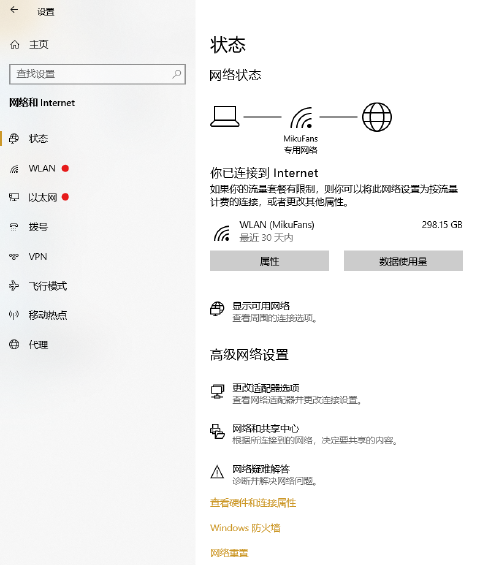 设置
主页
查找设置
网络和 Internet
状态
WLAN
以太网
拨号
VPN
飞行模式
移动热点
代理
状态
网络状态
MikuFans
专用网络
你已连接到 Internet
如果你的流量套餐有限制，则你可以将此网络设置为按流量
计费的连接，或者更改其他属性。
WLAN (MikuFans)
298.15 GB
最近 30 天内
属性
数据使用量
显示可用网络
查看周围的连接选项。
高级网络设置
更改适配器选项
查看网络适配器并更改连接设置。
网络和共享中心
根据所连接到的网络，决定要共享的内容。
网络疑难解答
诊断并解决网络问题。
查看硬件和连接属性
Windows 防火墙
网络重置